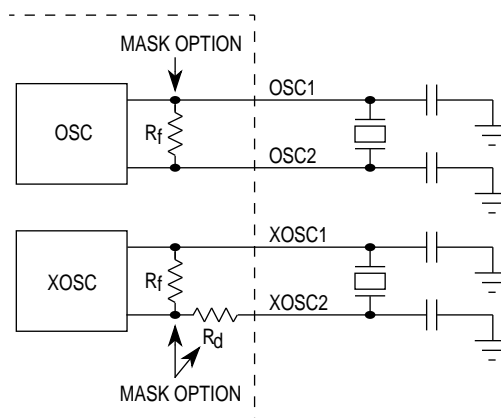 MASK OPTION
OSC1
OSC
Rf
OSC2
XOSC1
XOSC
Rf
XOSC2
Rd
MASK OPTION